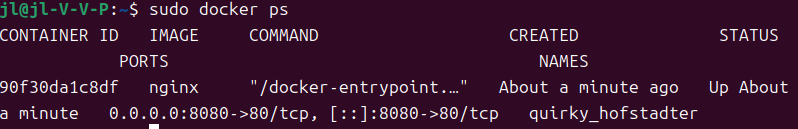 jl@jl-V-V-P:~$ sudo docker ps
CONTAINER ID   IMAGE     COMMAND                  CREATED              STATUS
          PORTS                                     NAMES
90f30da1c8df   nginx     "/docker-entrypoint.…"   About a minute ago   Up About
a minute   0.0.0.0:8080->80/tcp, [::]:8080->80/tcp   quirky_hofstadter